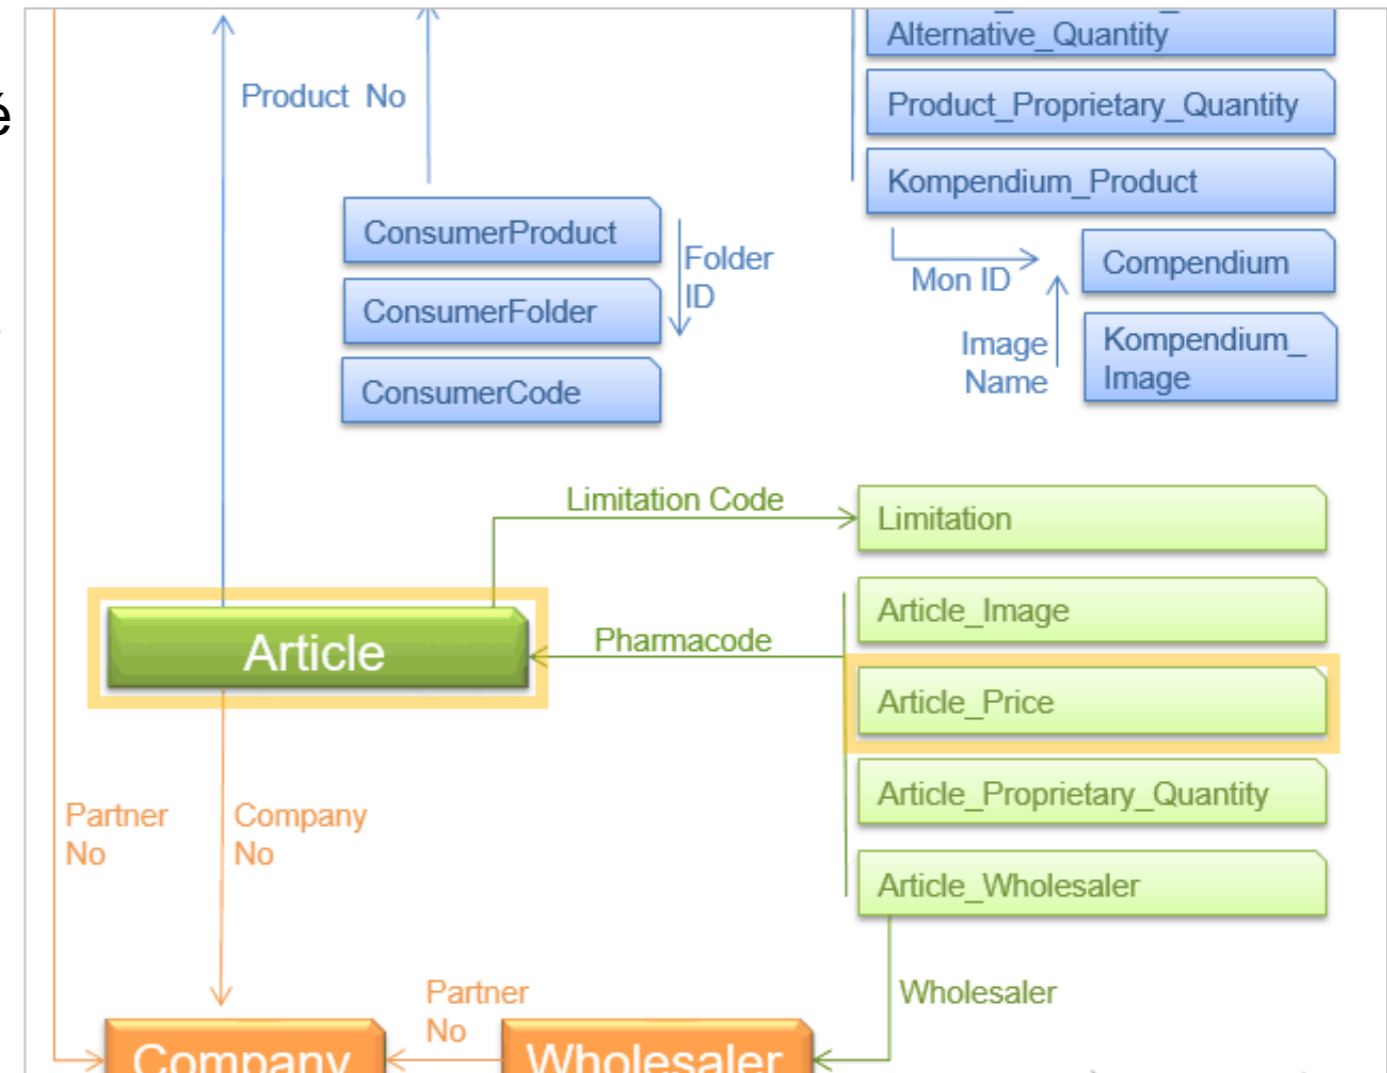 é
Alternative_Quantity
Product No
Product_Proprietary_Quantity
Kompendium_Product
ConsumerProduct
Folder
ID
Compendium
Mon ID
ConsumerFolder
Image
Name
Kompendium_
Image
ConsumerCode
Limitation Code
Limitation
Article_Image
Article
Pharmacode
Article_Price
Article_Proprietary_Quantity
Partner
No
Company
No
Article_Wholesaler
Partner
No
Wholesaler
Company
Wholesaler